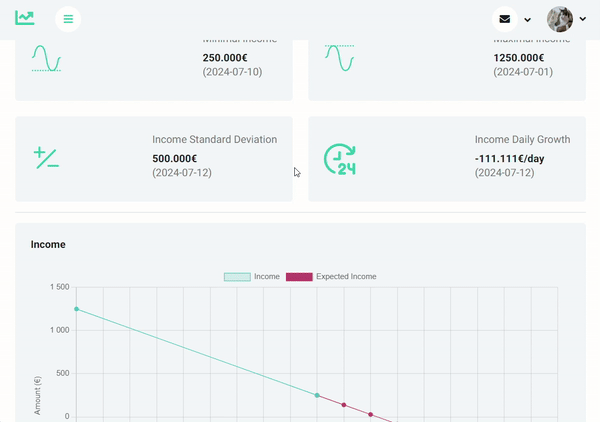 Minimal Income
250.000€
(2024-07-10)
Maximal Income
1250.000€
(2024-07-01)
Income Standard Deviation
500.000€
(2024-07-12)
24
Income Daily Growth
-111.111€/day
(2024-07-12)
Income
Income
Expected Income
1 500
1 000
500
0
Amount (€)